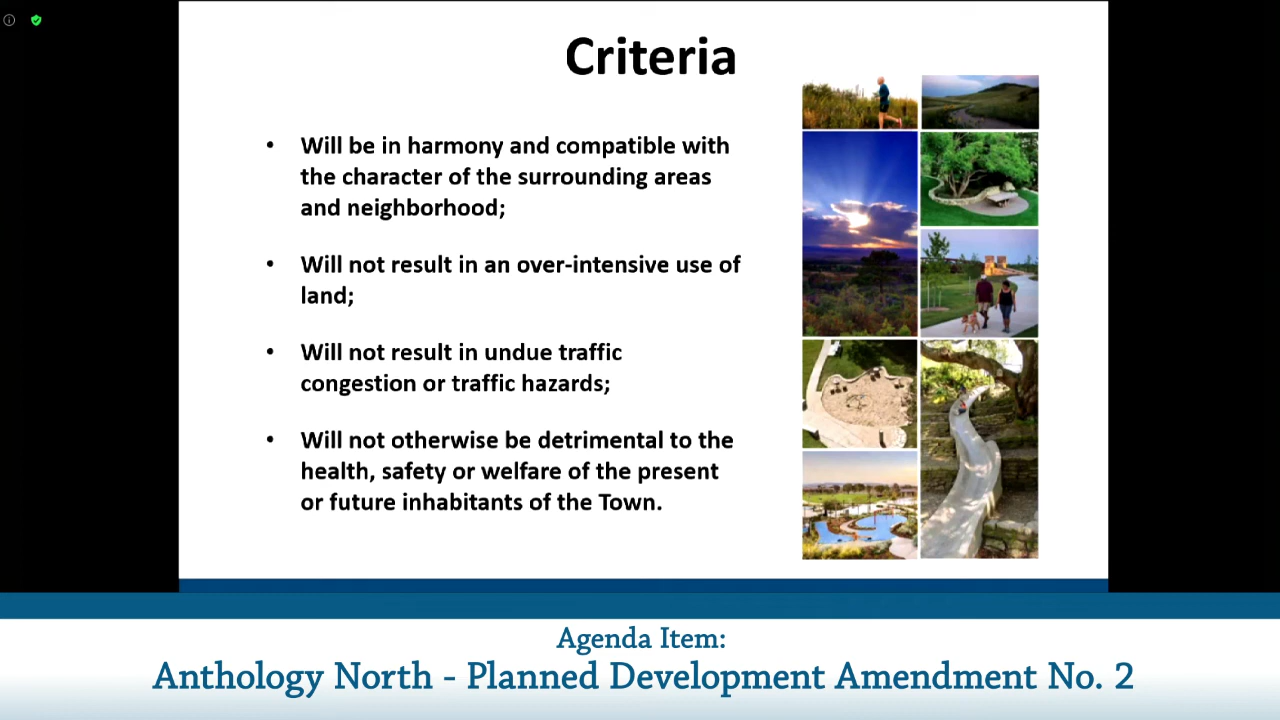 Criteria
• Will be in harmony and compatible with
the character of the surrounding areas
and neighborhood;
• Will not result in an over-intensive use of
land;
• Will not result in undue traffic
congestion or traffic hazards;
• Will not otherwise be detrimental to the
health, safety or welfare of the present
or future inhabitants of the Town.
Agenda Item:
Anthology North - Planned Development Amendment No. 2